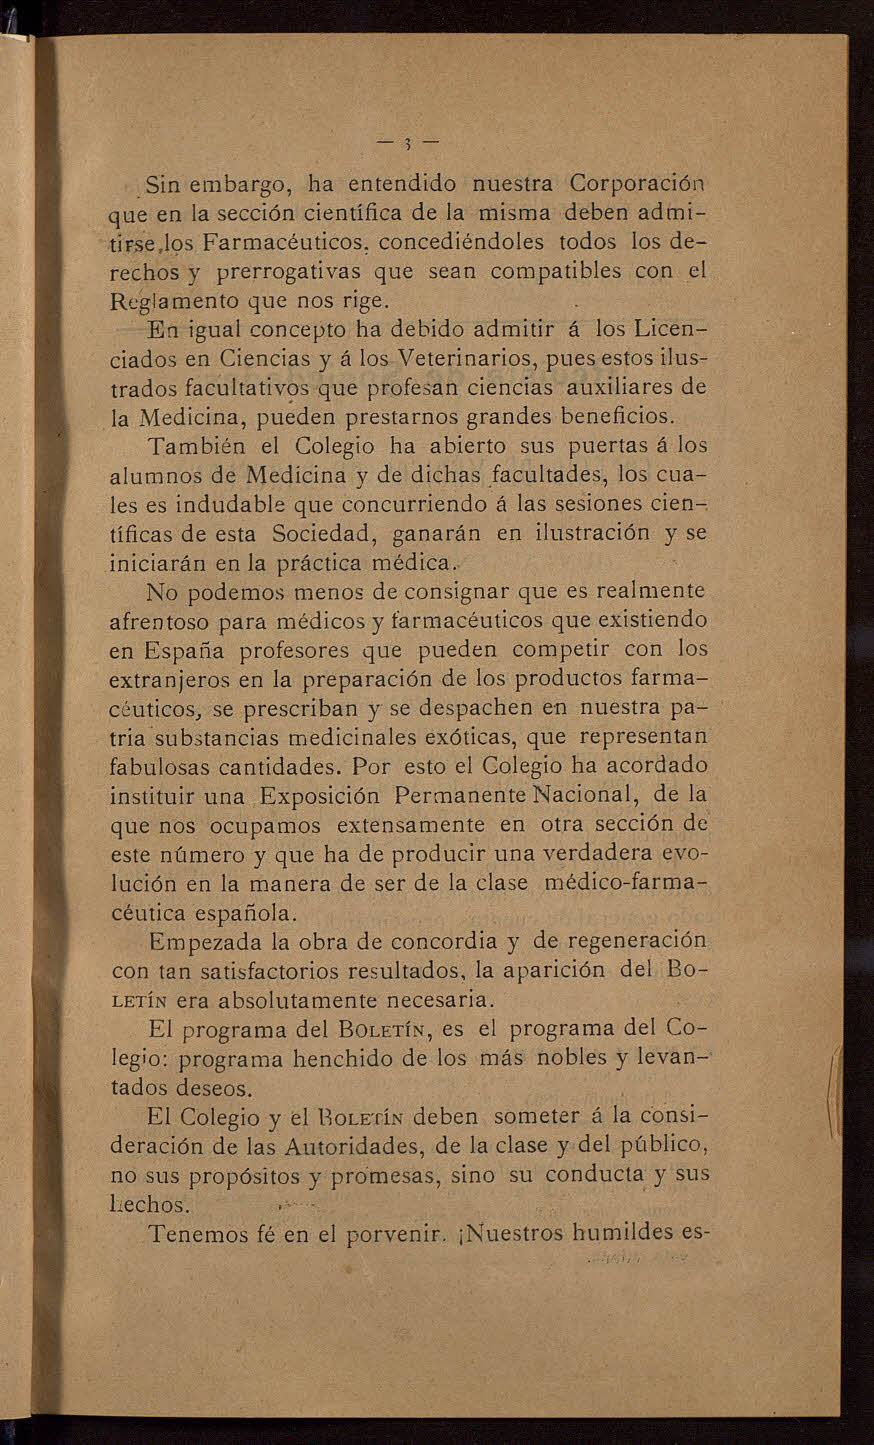 — 3 —
Sin embargo, ha entendido nuestra Corporación
que en la sección científica de la misma deben admi-
tirse los Farmacéuticos, concediéndoles todos los de-
rechos y prerrogativas que sean compatibles con el
Reglamento que nos rige.
En igual concepto ha debido admitir á los Licen-
ciados en Ciencias y á los Veterinarios, pues estos ilus-
trados facultativos que profesan ciencias auxiliares de
la Medicina, pueden prestarnos grandes beneficios.
También el Colegio ha abierto sus puertas á los
alumnos de Medicina y de dichas facultades, los cua-
les es indudable que concurriendo á las sesiones cien-
tíficas de esta Sociedad, ganarán en ilustración y se
iniciarán en la práctica médica.
No podemos menos de consignar que es realmente
afrentoso para médicos y farmacéuticos que existiendo
en España profesores que pueden competir con los
extranjeros en la preparación de los productos farma-
céuticos, se prescriban y se despachen en nuestra pa-
tria substancias medicinales exóticas, que representan
fabulosas cantidades. Por esto el Colegio ha acordado
instituir una Exposición Permanente Nacional, de la
que nos ocupamos extensamente en otra sección de
este número y que ha de producir una verdadera evo-
lución en la manera de ser de la clase médico-farma-
céutica española.
Empezada la obra de concordia y de regeneración
con tan satisfactorios resultados, la aparición del BO-
LETÍN era absolutamente necesaria.
El programa del BOLETÍN, es el programa del Co-
legio: programa henchido de los más nobles y levan-
tados deseos.
El Colegio y el BOLETÍN deben someter á la consi-
deración de las Autoridades, de la clase y del público,
no sus propósitos y promesas, sino su conducta y sus
hechos.
Tenemos fé en el porvenir. ¡Nuestros humildes es-